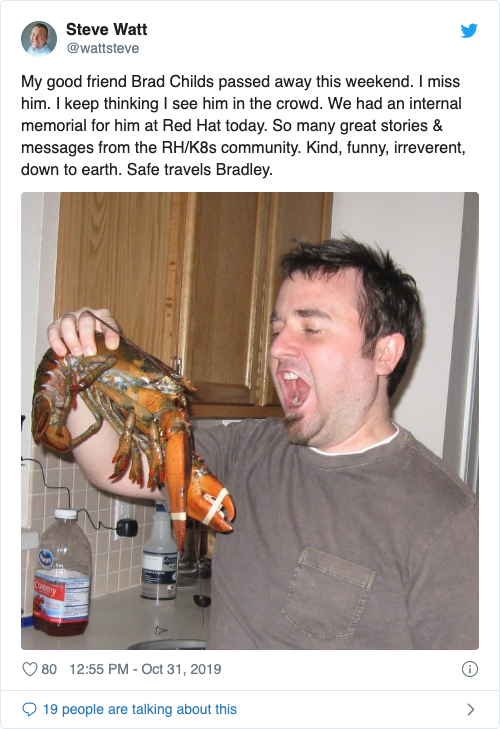 Steve Watt
@wattsteve
My good friend Brad Childs passed away this weekend. I miss
him. I keep thinking I see him in the crowd. We had an internal
memorial for him at Red Hat today. So many great stories &
messages from the RH/K8s community. Kind, funny, irreverent,
down to earth. Safe travels Bradley.
80 12:55 PM - Oct 31, 2019
19 people are talking about this